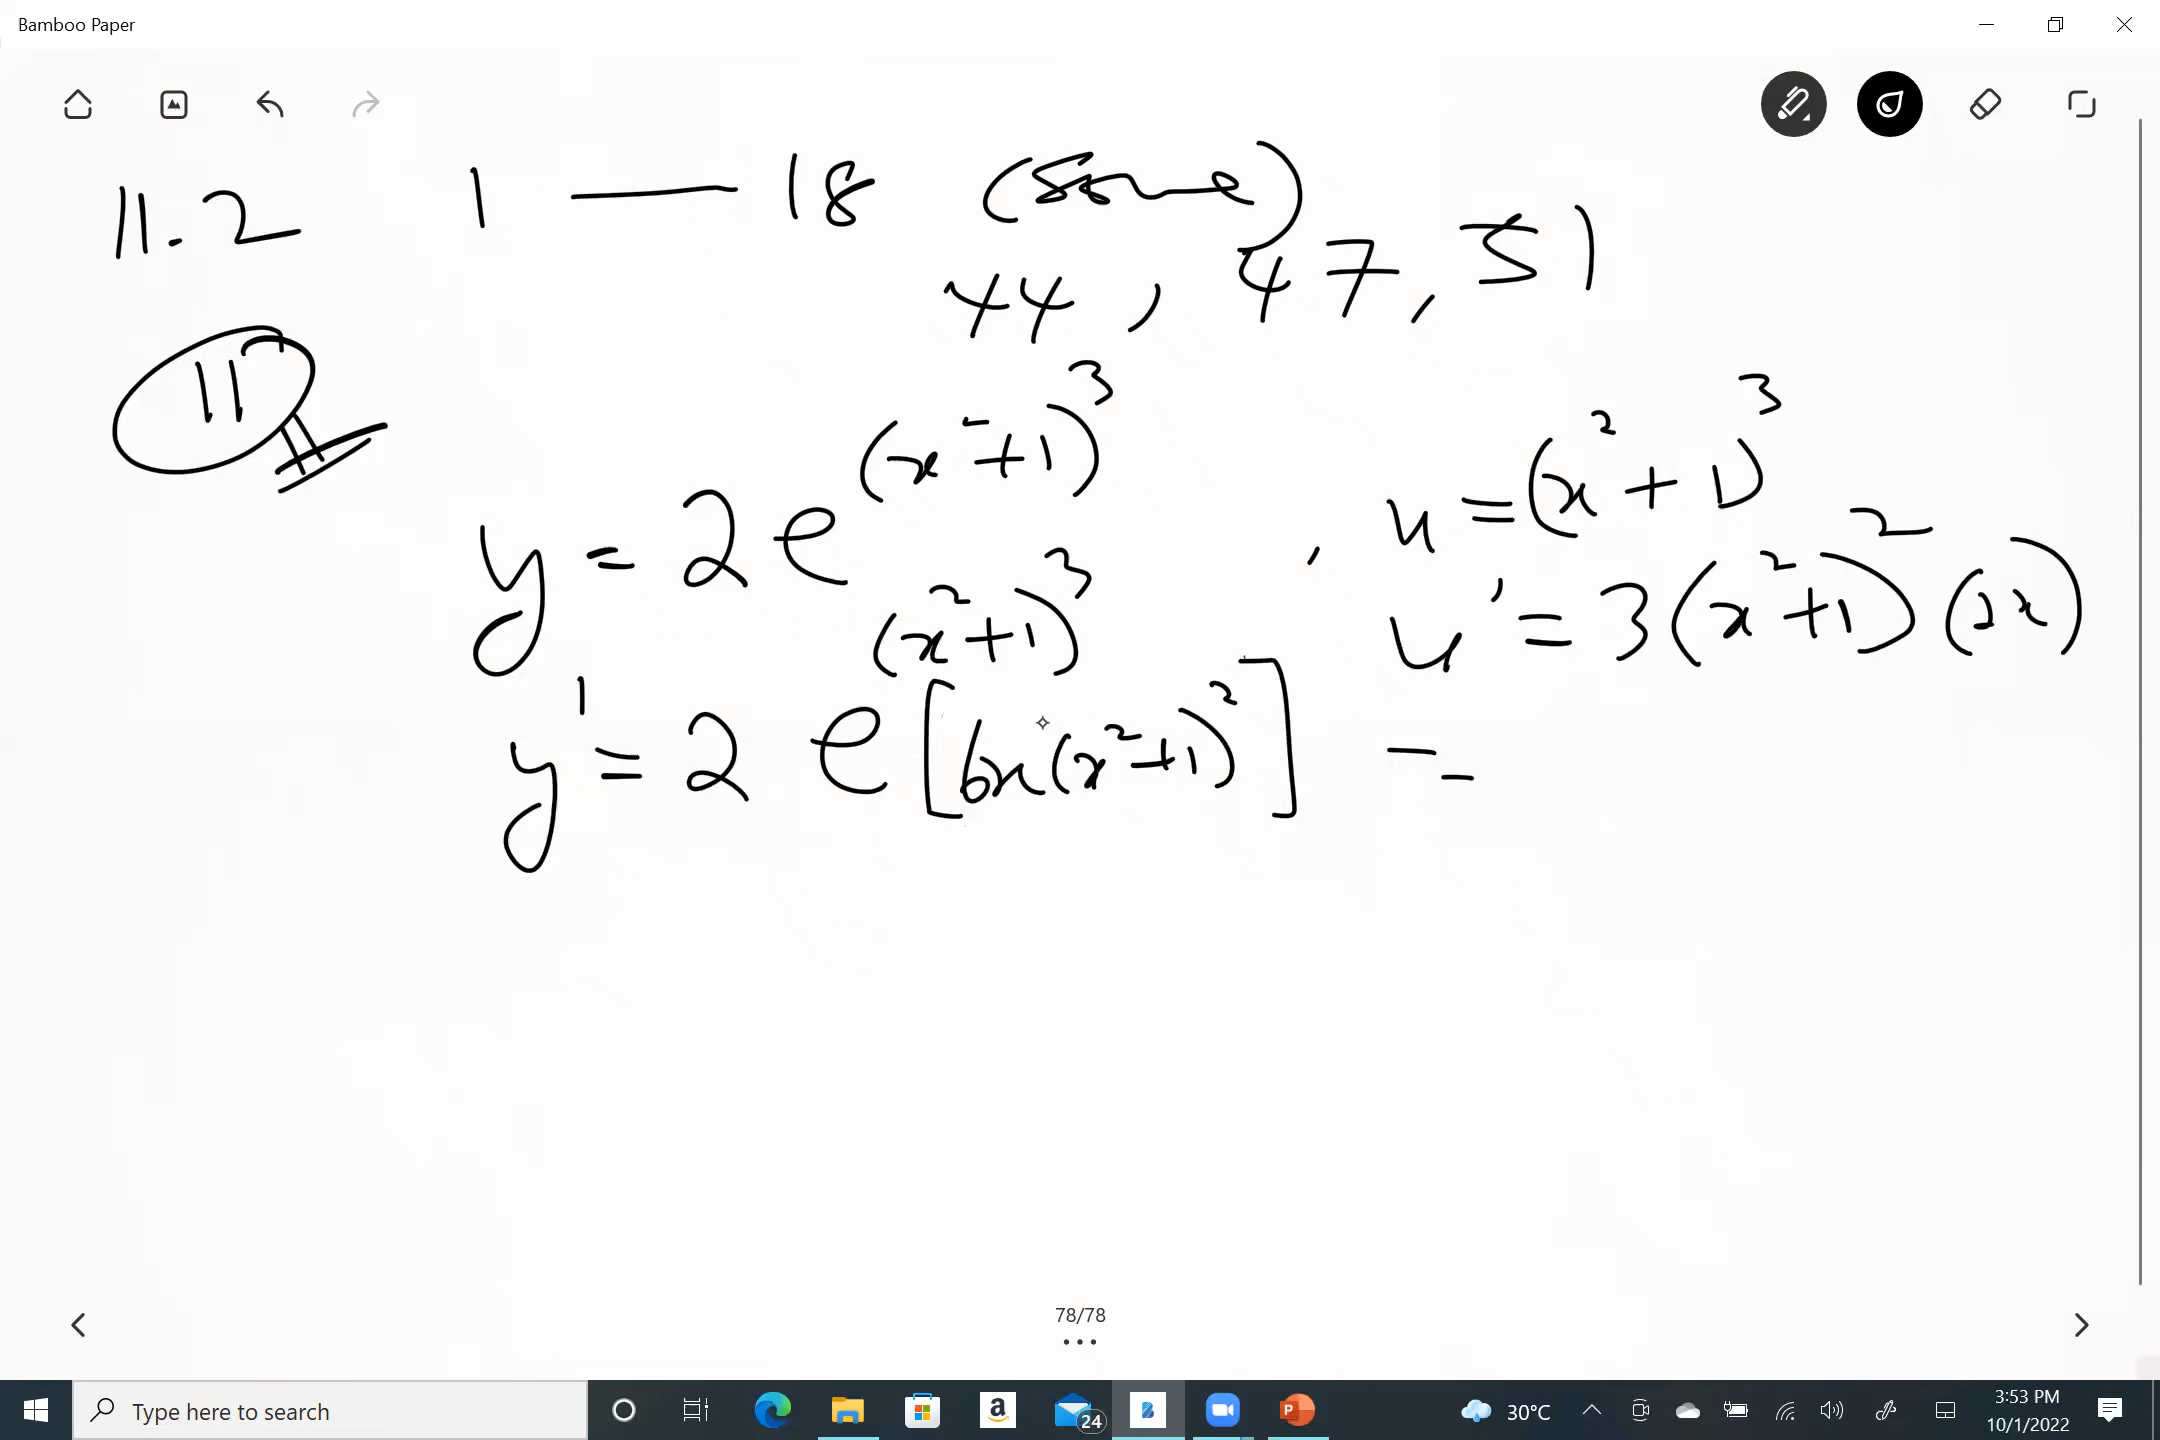 Bamboo Paper
11.2 1 — 18 (some)
44, 47, 51
11
y = 2e^{(x²+1)³} , u = (x²+1)³
u' = 3(x²+1)²(2x)
y' = 2 e^{(x²+1)³} [6x(x²+1)²] =
78/78
Type here to search
24
30°C
3:53 PM
10/1/2022